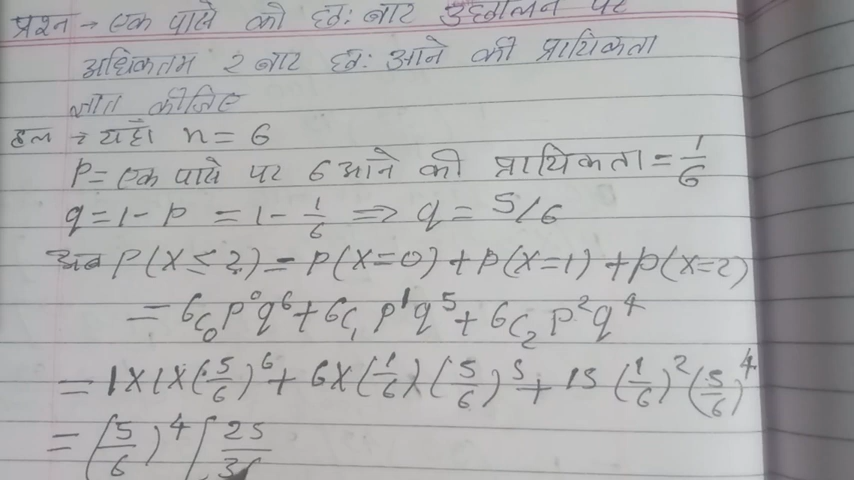 प्रश्न → एक पासे को छः बार उछालने पर
अधिकतम 2 बार छः आने की प्रायिकता
ज्ञात कीजिए
हल → यहाँ n = 6
P = एक पासे पर 6 आने की प्रायिकता = 1/6
q = 1 - p = 1 - 1/6 => q = 5/6
अब P(X ≤ 2) = P(X=0) + P(X=1) + P(X=2)
= 6C₀ p⁰q⁶ + 6C₁ p¹q⁵ + 6C₂ p²q⁴
= 1×1×(5/6)⁶ + 6×(1/6)(5/6)⁵ + 15(1/6)²(5/6)⁴
= (5/6)⁴ [25/